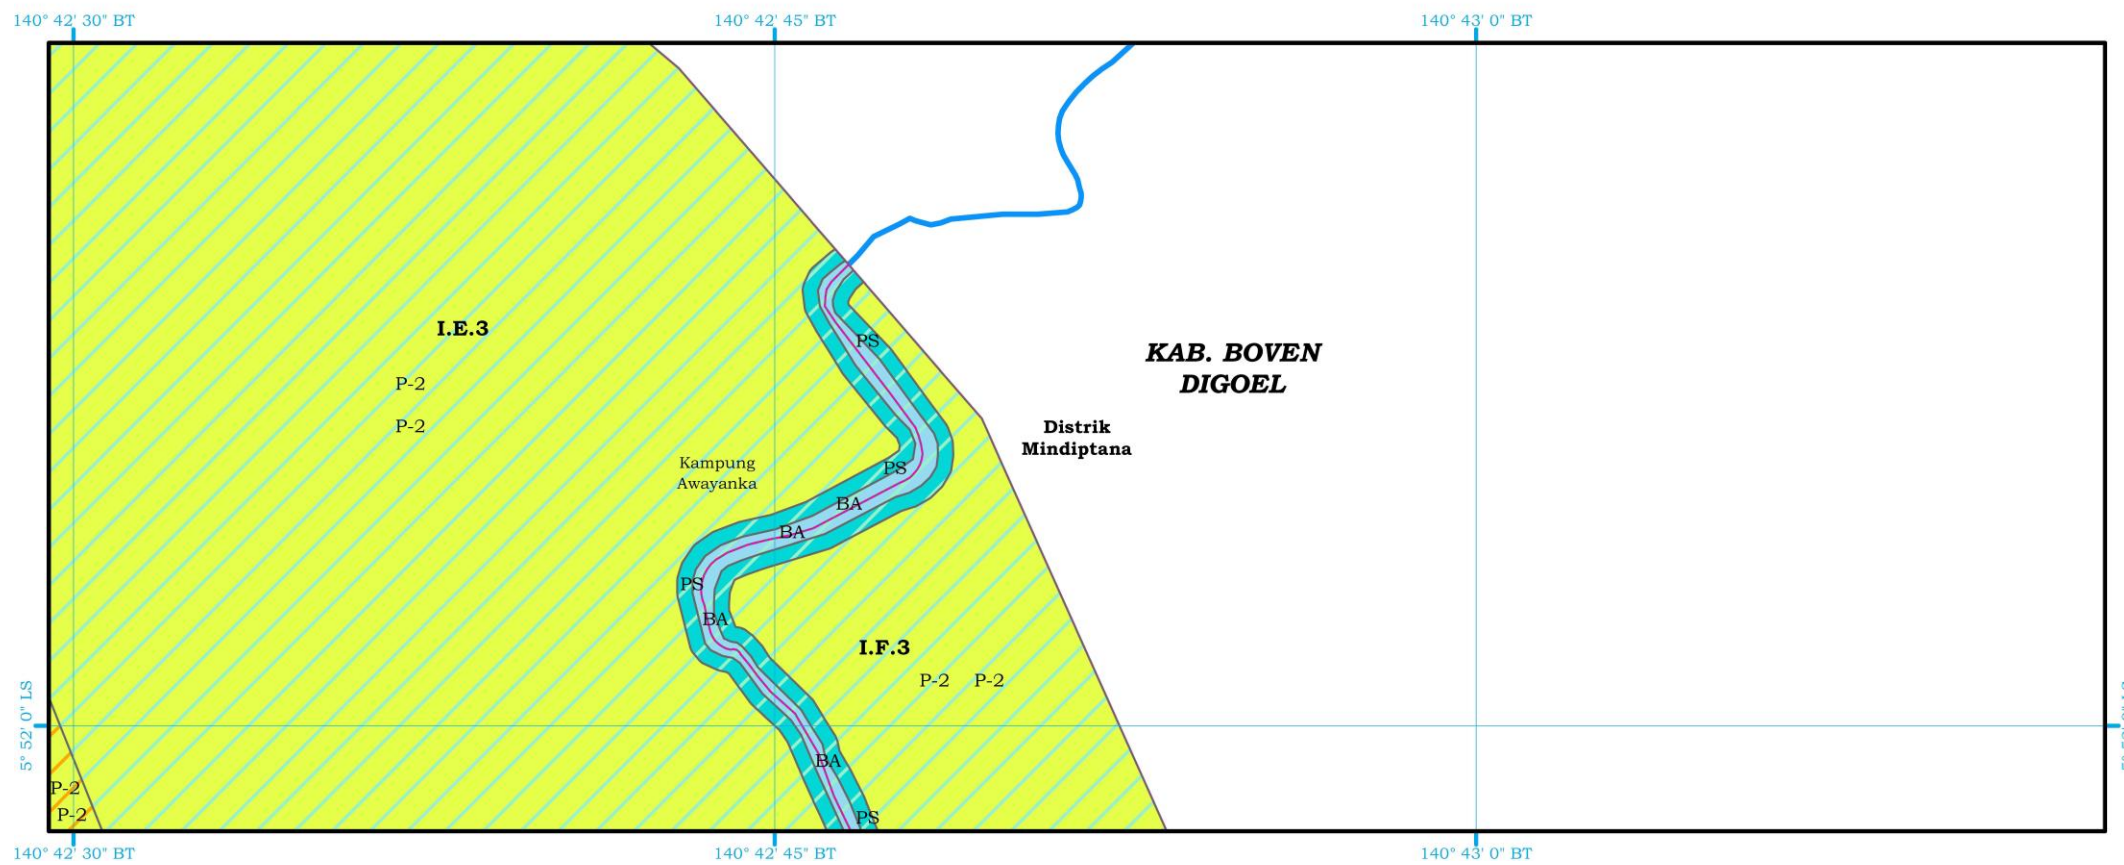 140° 42' 30" BT
140° 42' 45" BT
140° 43' 0" BT
I.E.3
P-2
P-2
PS
KAB. BOVEN
DIGOEL
Distrik
Mindiptana
Kampung
Awayanka
PS
BA
BA
PS
BA
I.F.3
P-2
P-2
5° 52' 0" LS
BA
P-2
P-2
PS
140° 42' 30" BT
140° 42' 45" BT
140° 43' 0" BT